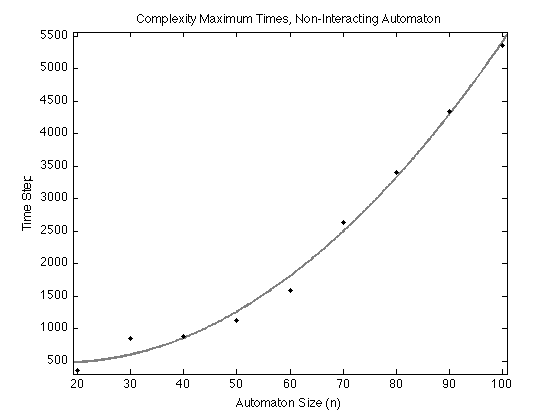 Complexity Maximum Times, Non-Interacting Automaton
5500
5000
4500
4000
3500
3000
2500
2000
1500
1000
500
Time Step
20 30 40 50 60 70 80 90 100
Automaton Size (n)